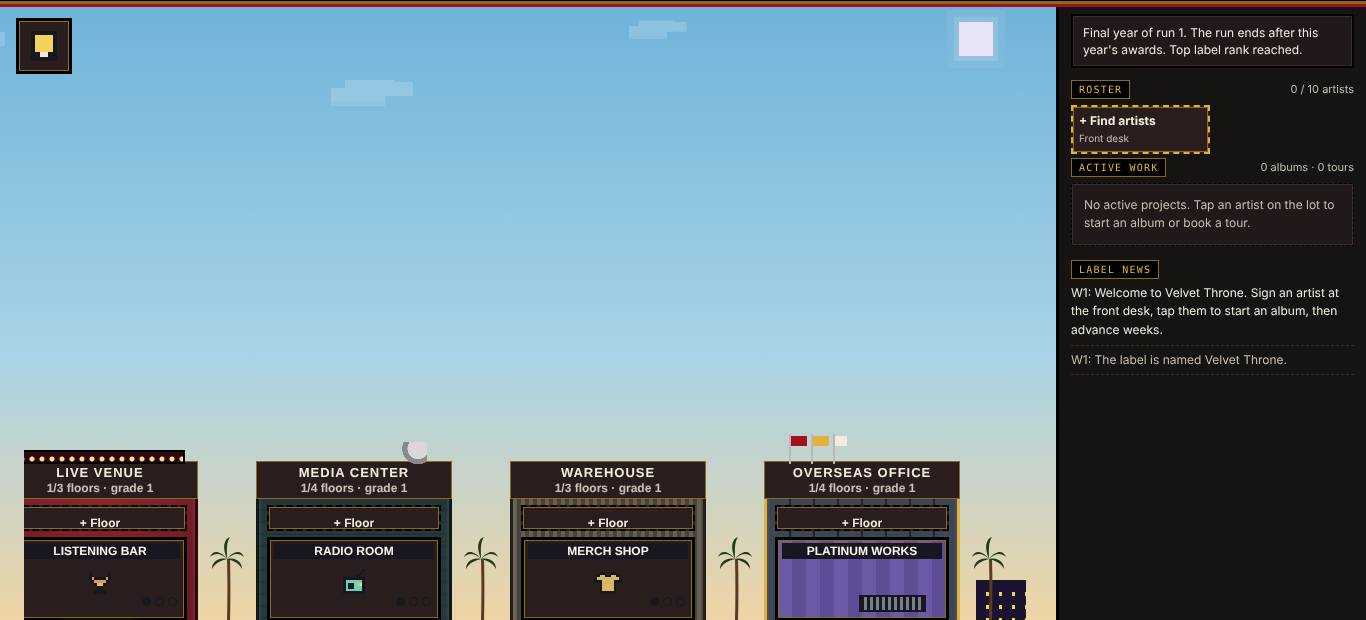 LIVE VENUE
1/3 floors · grade 1
+ Floor
LISTENING BAR
MEDIA CENTER
1/4 floors · grade 1
+ Floor
RADIO ROOM
WAREHOUSE
1/3 floors · grade 1
+ Floor
MERCH SHOP
OVERSEAS OFFICE
1/4 floors · grade 1
+ Floor
PLATINUM WORKS
Final year of run 1. The run ends after this
year's awards. Top label rank reached.
ROSTER
0 / 10 artists
+ Find artists
Front desk
ACTIVE WORK
0 albums · 0 tours
No active projects. Tap an artist on the lot to
start an album or book a tour.
LABEL NEWS
W1: Welcome to Velvet Throne. Sign an artist at
the front desk, tap them to start an album, then
advance weeks.
W1: The label is named Velvet Throne.